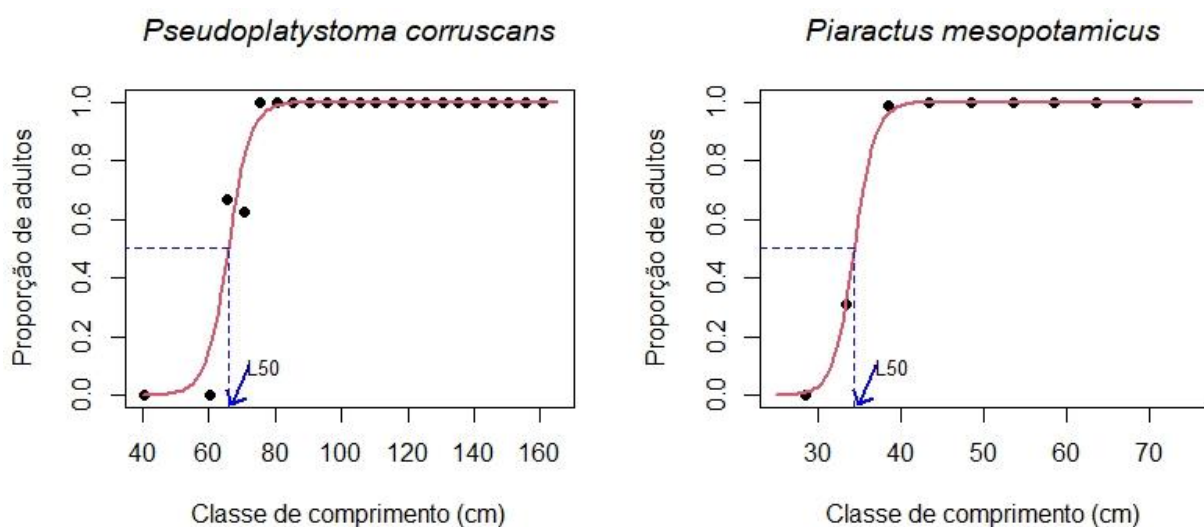 Pseudoplatystoma corruscans
Proporção de adultos
1.0
0.8
0.6
0.4
0.2
0.0
L50
40 60 80 100 120 140 160
Classe de comprimento (cm)
Piaractus mesopotamicus
Proporção de adultos
1.0
0.8
0.6
0.4
0.2
0.0
L50
30 40 50 60 70
Classe de comprimento (cm)